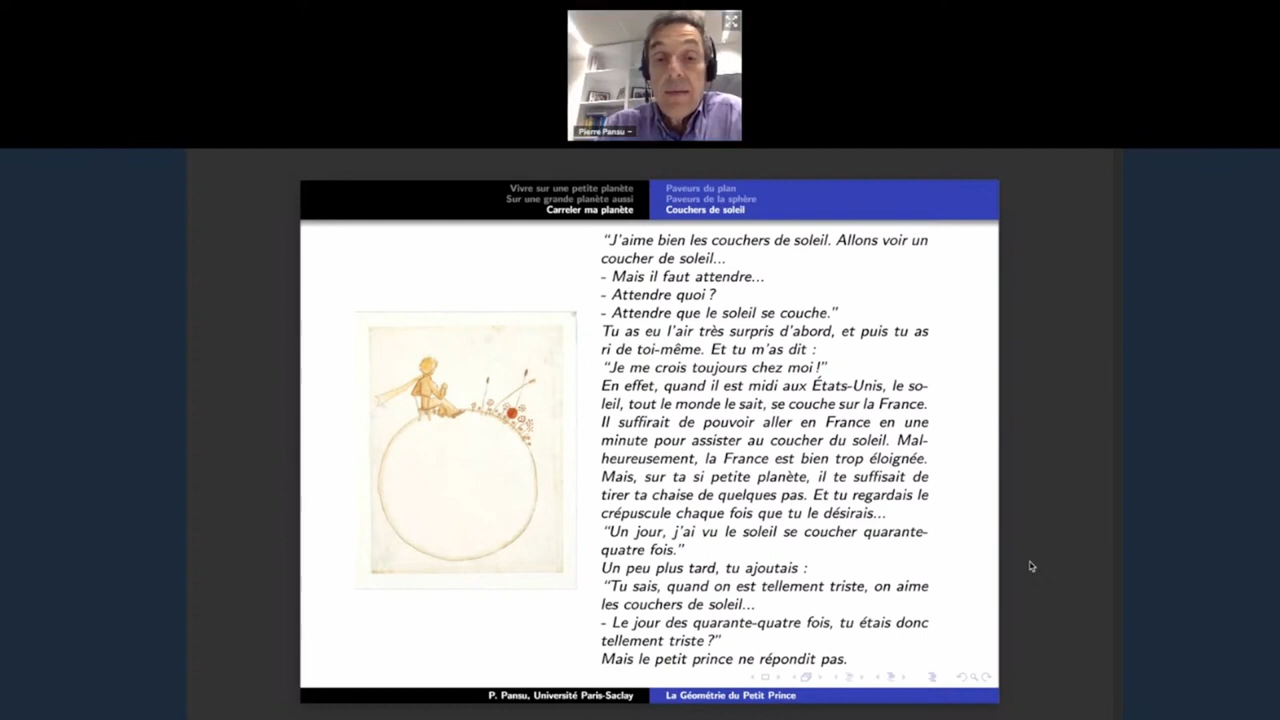 Pierre Pansu
Vivre sur une petite planète
Sur une grande planète aussi
Carreler ma planète
Paveurs du plan
Paveurs de la sphère
Couchers de soleil
“J'aime bien les couchers de soleil. Allons voir un
coucher de soleil...
- Mais il faut attendre...
- Attendre quoi ?
- Attendre que le soleil se couche.”
Tu as eu l'air très surpris d'abord, et puis tu as
ri de toi-même. Et tu m'as dit :
“Je me crois toujours chez moi !”
En effet, quand il est midi aux États-Unis, le so-
leil, tout le monde le sait, se couche sur la France.
Il suffirait de pouvoir aller en France en une
minute pour assister au coucher du soleil. Mal-
heureusement, la France est bien trop éloignée.
Mais, sur ta si petite planète, il te suffisait de
tirer ta chaise de quelques pas. Et tu regardais le
crépuscule chaque fois que tu le désirais...
“Un jour, j'ai vu le soleil se coucher quarante-
quatre fois.”
Un peu plus tard, tu ajoutais :
“Tu sais, quand on est tellement triste, on aime
les couchers de soleil...
- Le jour des quarante-quatre fois, tu étais donc
tellement triste ?”
Mais le petit prince ne répondit pas.
P. Pansu, Université Paris-Saclay
La Géométrie du Petit Prince